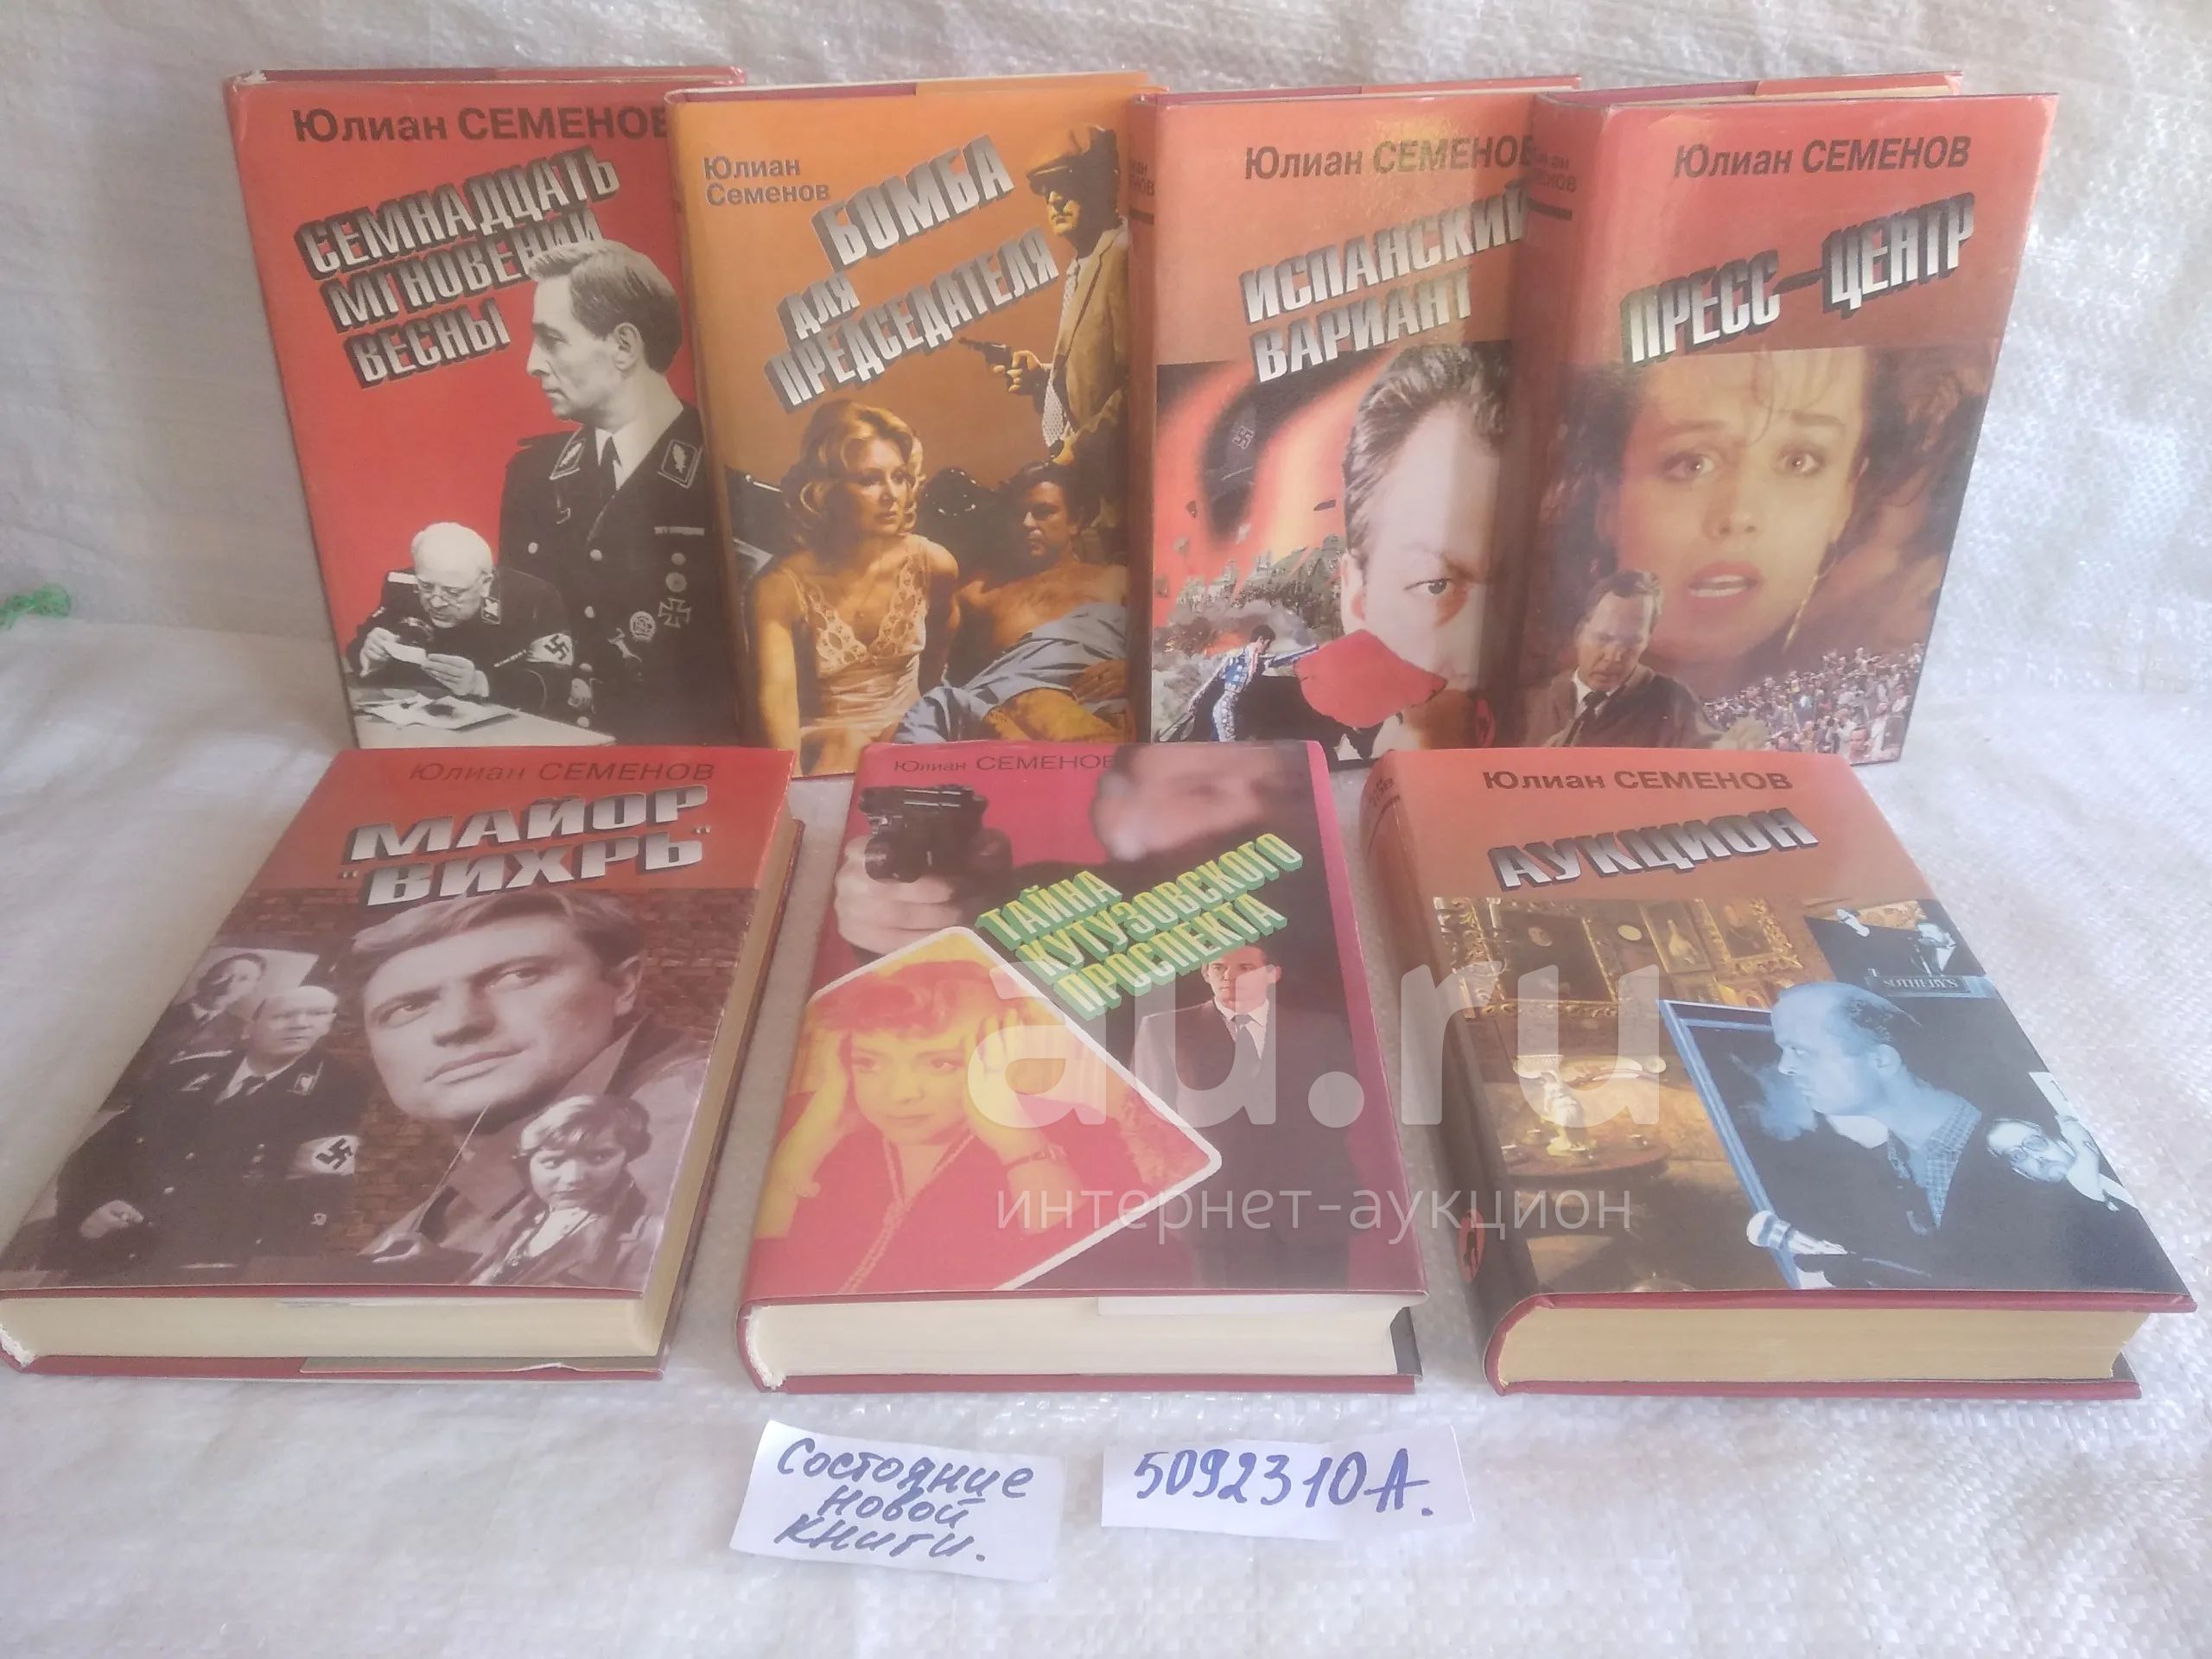 Юлиан СЕМЕНОВ
СЕМНАДЦАТЬ
МГНОВЕНИЙ
ВЕСНЫ
Юлиан
Семенов
БОМБА
ДЛЯ
ПРЕДСЕДАТЕЛЯ
Юлиан СЕМЕНОВ
ИСПАНСКИЙ
ВАРИАНТ
Юлиан СЕМЕНОВ
ПРЕСС-ЦЕНТР
Юлиан СЕМЕНОВ
МАЙОР
"ВИХРЬ"
Юлиан СЕМЕНОВ
ТАЙНА
КУТУЗОВСКОГО
ПРОСПЕКТА
Юлиан СЕМЕНОВ
АУКЦИОН
SOTHEBY'S
au.ru
интернет-аукцион
Состояние
новой
книги.
5092310А.